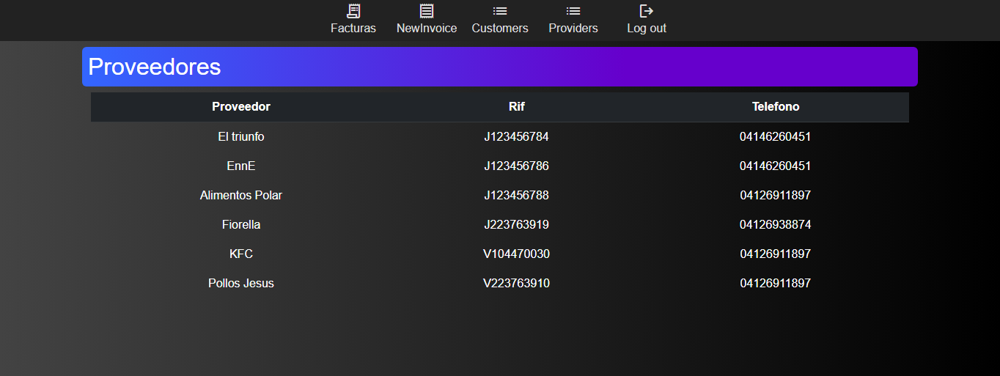 Facturas NewInvoice Customers Providers Log out
Proveedores
Proveedor Rif Telefono
El triunfo J123456784 04146260451
EnnE J123456786 04146260451
Alimentos Polar J123456788 04126911897
Fiorella J223763919 04126938874
KFC V104470030 04126911897
Pollos Jesus V223763910 04126911897